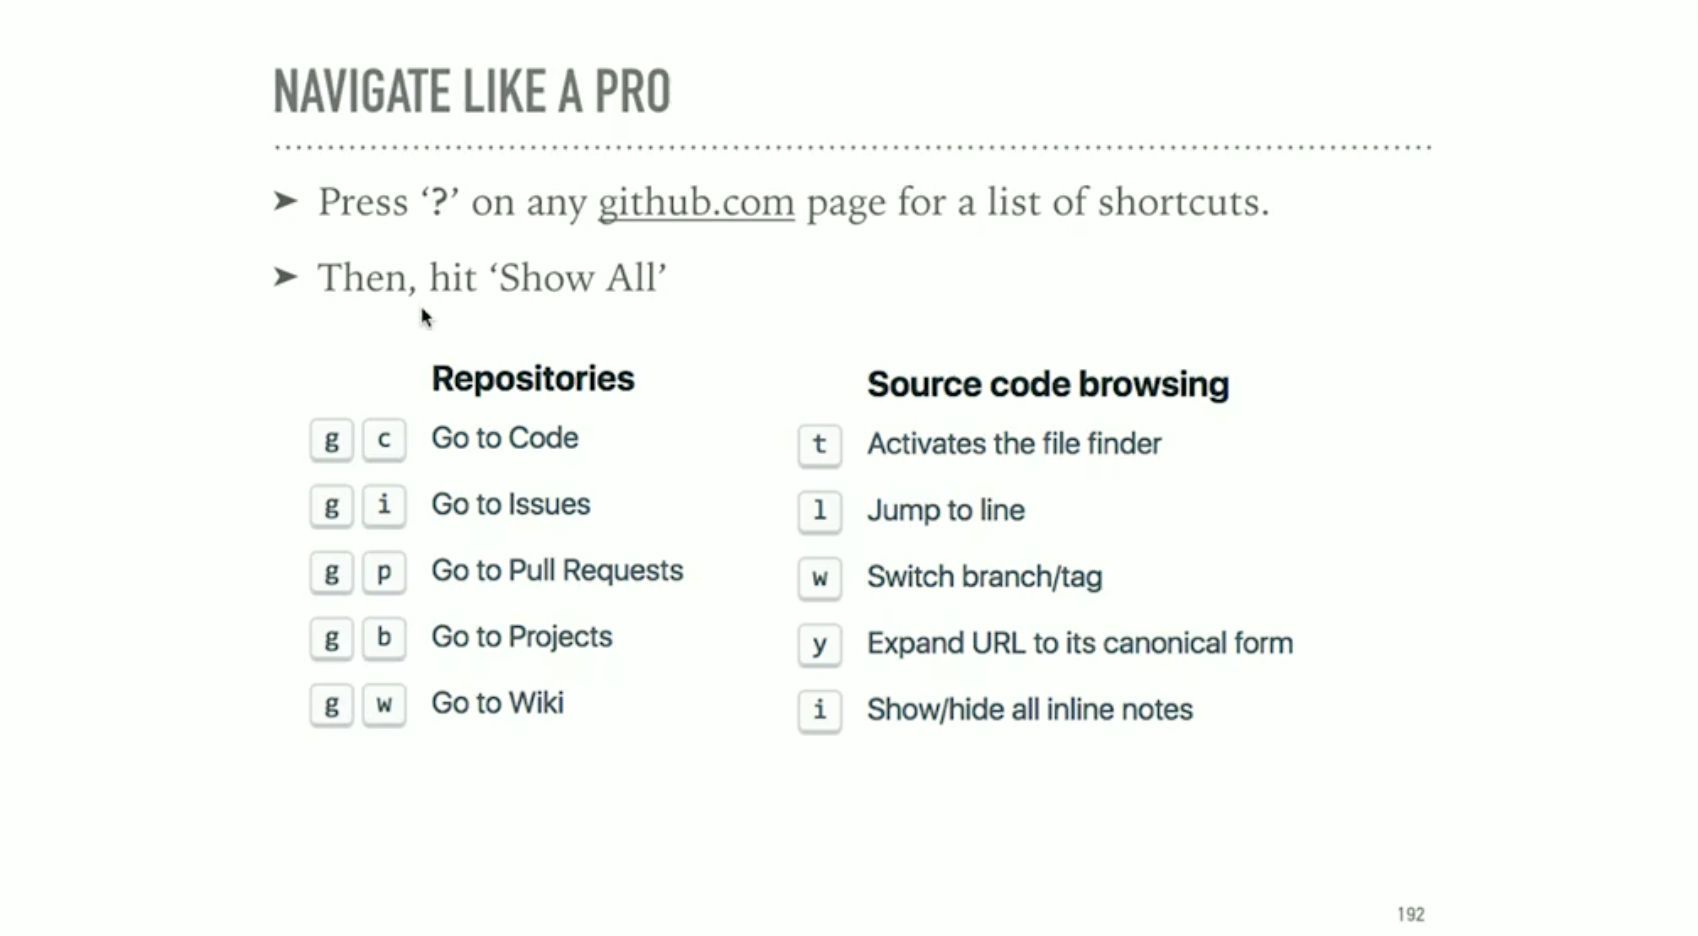 NAVIGATE LIKE A PRO
➤ Press ‘?’ on any github.com page for a list of shortcuts.
➤ Then, hit ‘Show All’
Repositories
g c Go to Code
g i Go to Issues
g p Go to Pull Requests
g b Go to Projects
g w Go to Wiki
Source code browsing
t Activates the file finder
l Jump to line
w Switch branch/tag
y Expand URL to its canonical form
i Show/hide all inline notes
192